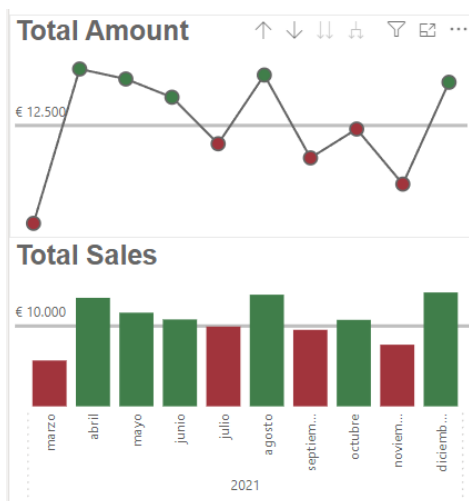 Total Amount
€ 12.500
Total Sales
€ 10.000
marzo
abril
mayo
junio
julio
agosto
septiem...
octubre
noviem...
diciemb...
2021